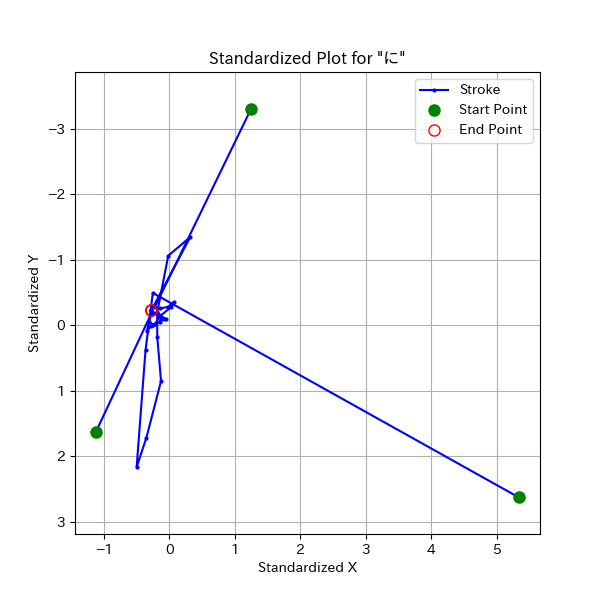 Standardized Plot for "に"
Stroke
Start Point
End Point
−3
−2
−1
0
1
2
3
Standardized Y
−1 0 1 2 3 4 5
Standardized X